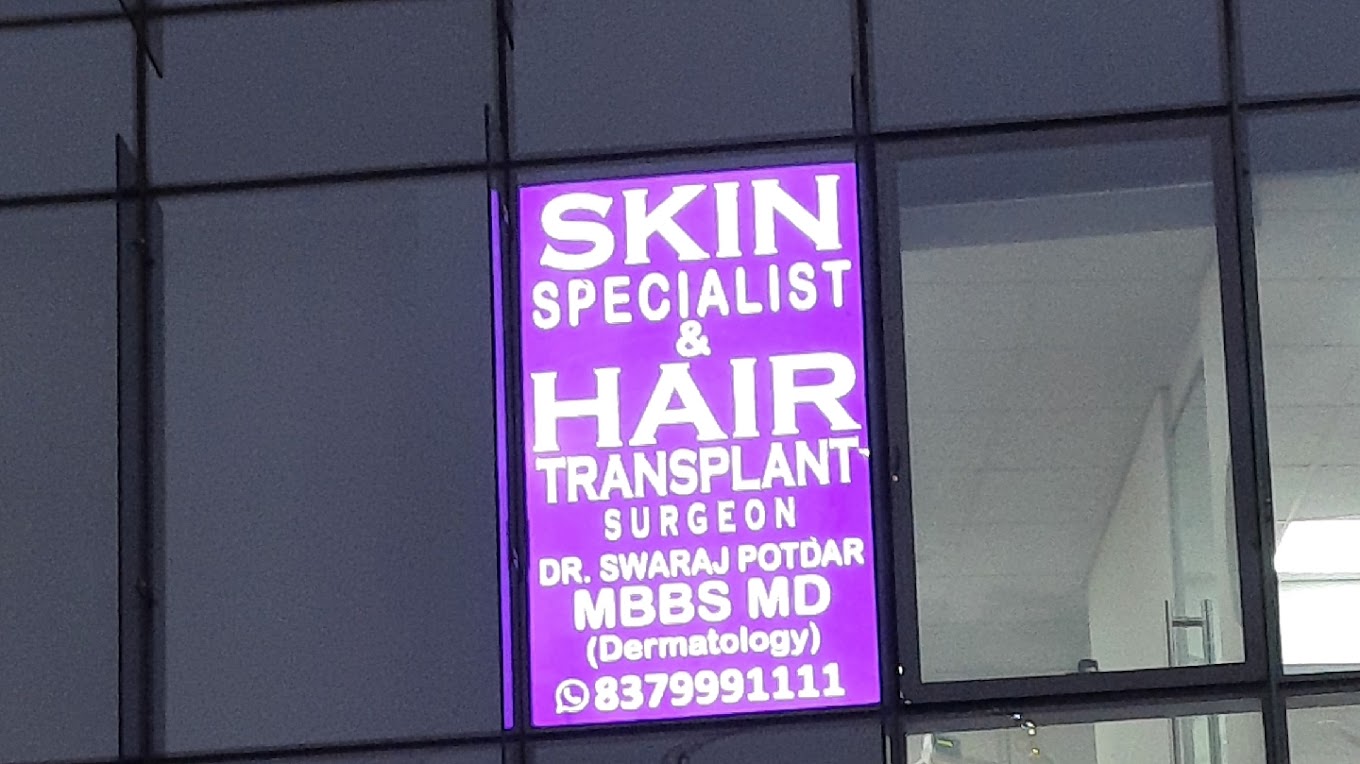 SKIN
SPECIALIST
&
HAIR
TRANSPLANT
SURGEON
DR. SWARAJ POTDAR
MBBS MD
(Dermatology)
8379991111